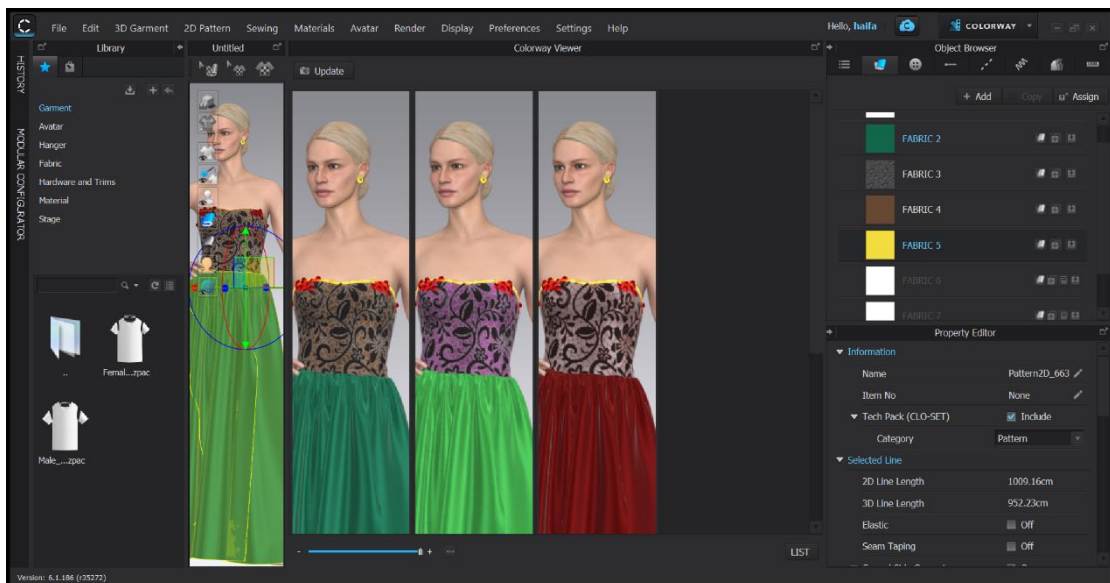 File Edit 3D Garment 2D Pattern Sewing Materials Avatar Render Display Preferences Settings Help
Hello, haifa
COLORWAY
HISTORY
MODULAR CONFIGURATOR
Library
Garment
Avatar
Hanger
Fabric
Hardware and Trims
Material
Stage
..
Femal...zpac
Male_...zpac
Untitled
Colorway Viewer
Update
- +
LIST
Object Browser
+ Add Copy Assign
FABRIC 2
FABRIC 3
FABRIC 4
FABRIC 5
FABRIC 6
FABRIC 7
Property Editor
Information
Name Pattern2D_663
Item No None
Tech Pack (CLO-SET) Include
Category Pattern
Selected Line
2D Line Length 1009.16cm
3D Line Length 952.23cm
Elastic Off
Seam Taping Off
Version: 6.1.186 (r35272)